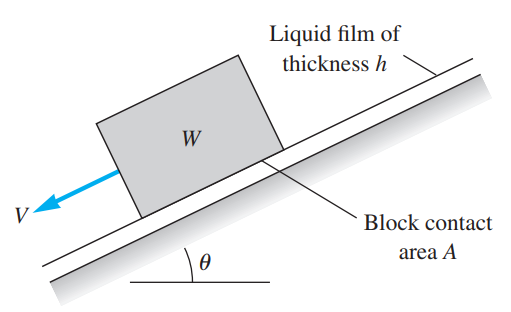 Liquid film of
thickness h
W
V
Block contact
area A
θ